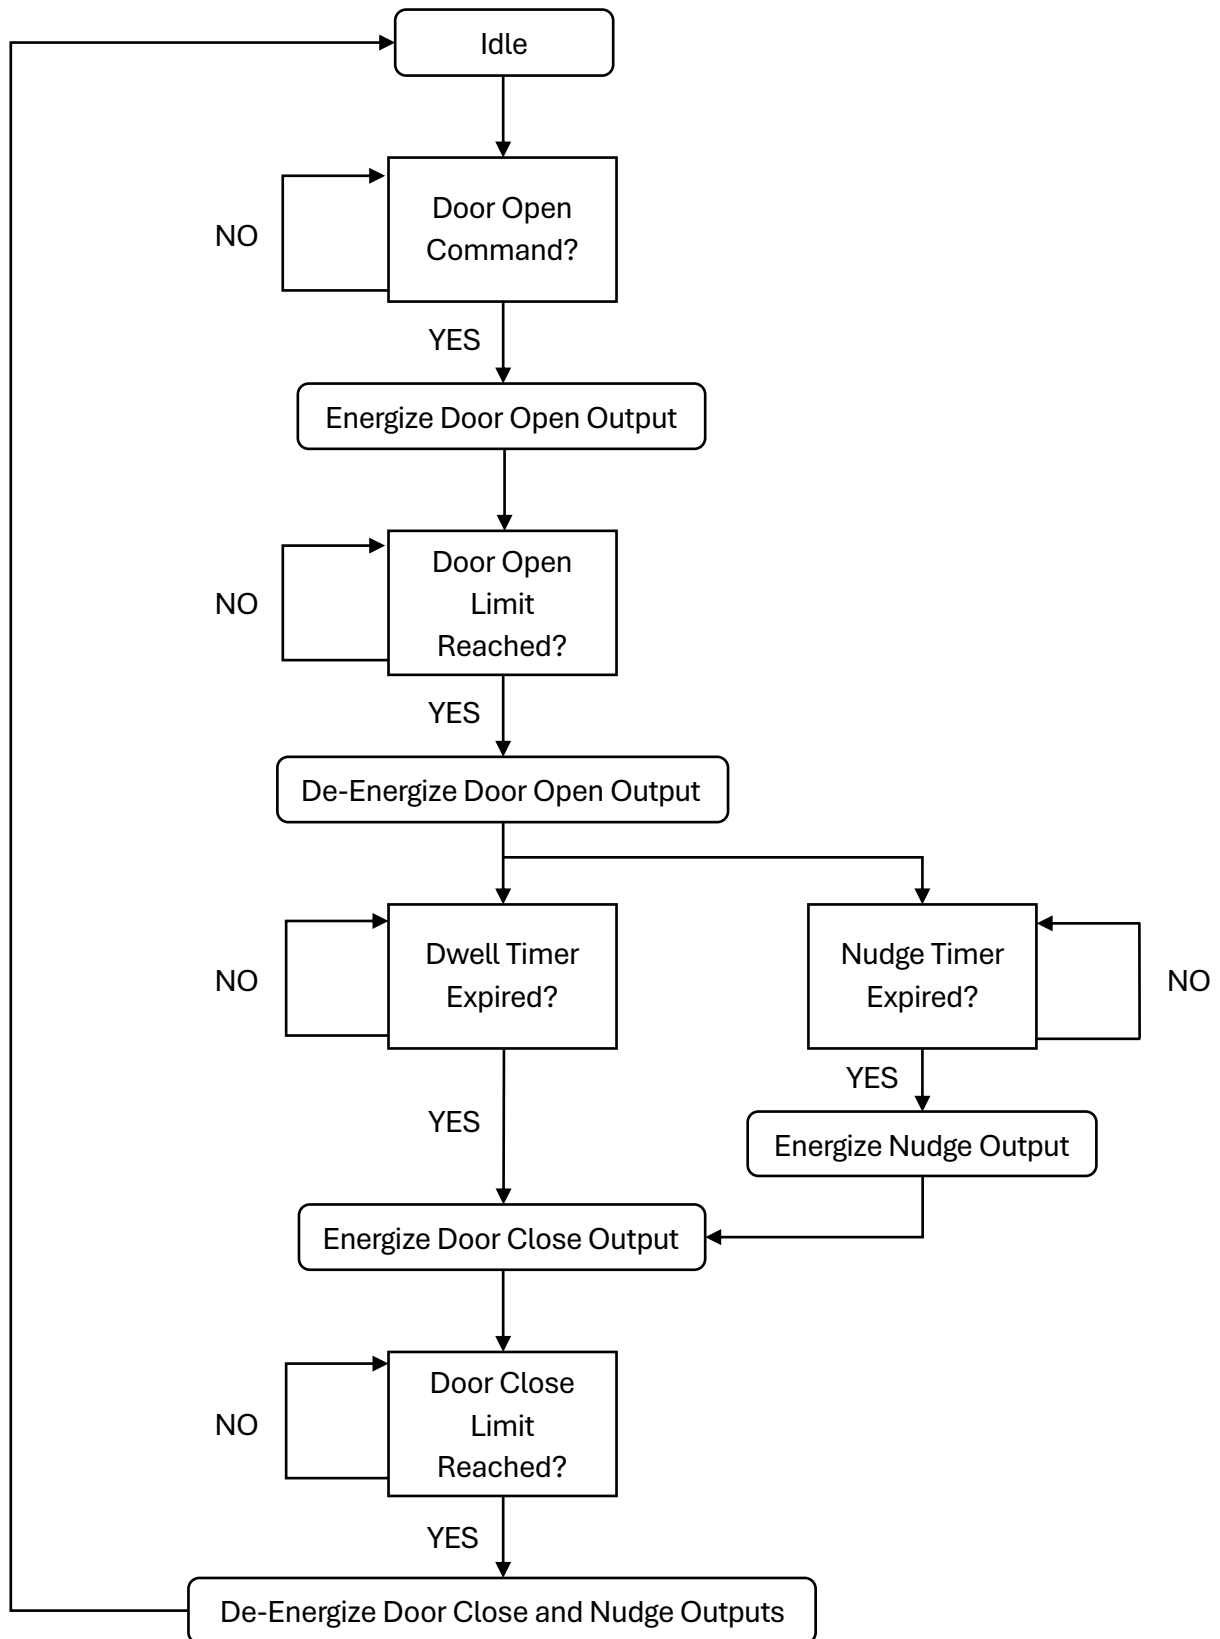 Idle
Door Open
Command?
NO
YES
Energize Door Open Output
Door Open
Limit
Reached?
NO
YES
De-Energize Door Open Output
Dwell Timer
Expired?
NO
Nudge Timer
Expired?
NO
YES
YES
Energize Nudge Output
Energize Door Close Output
Door Close
Limit
Reached?
NO
YES
De-Energize Door Close and Nudge Outputs